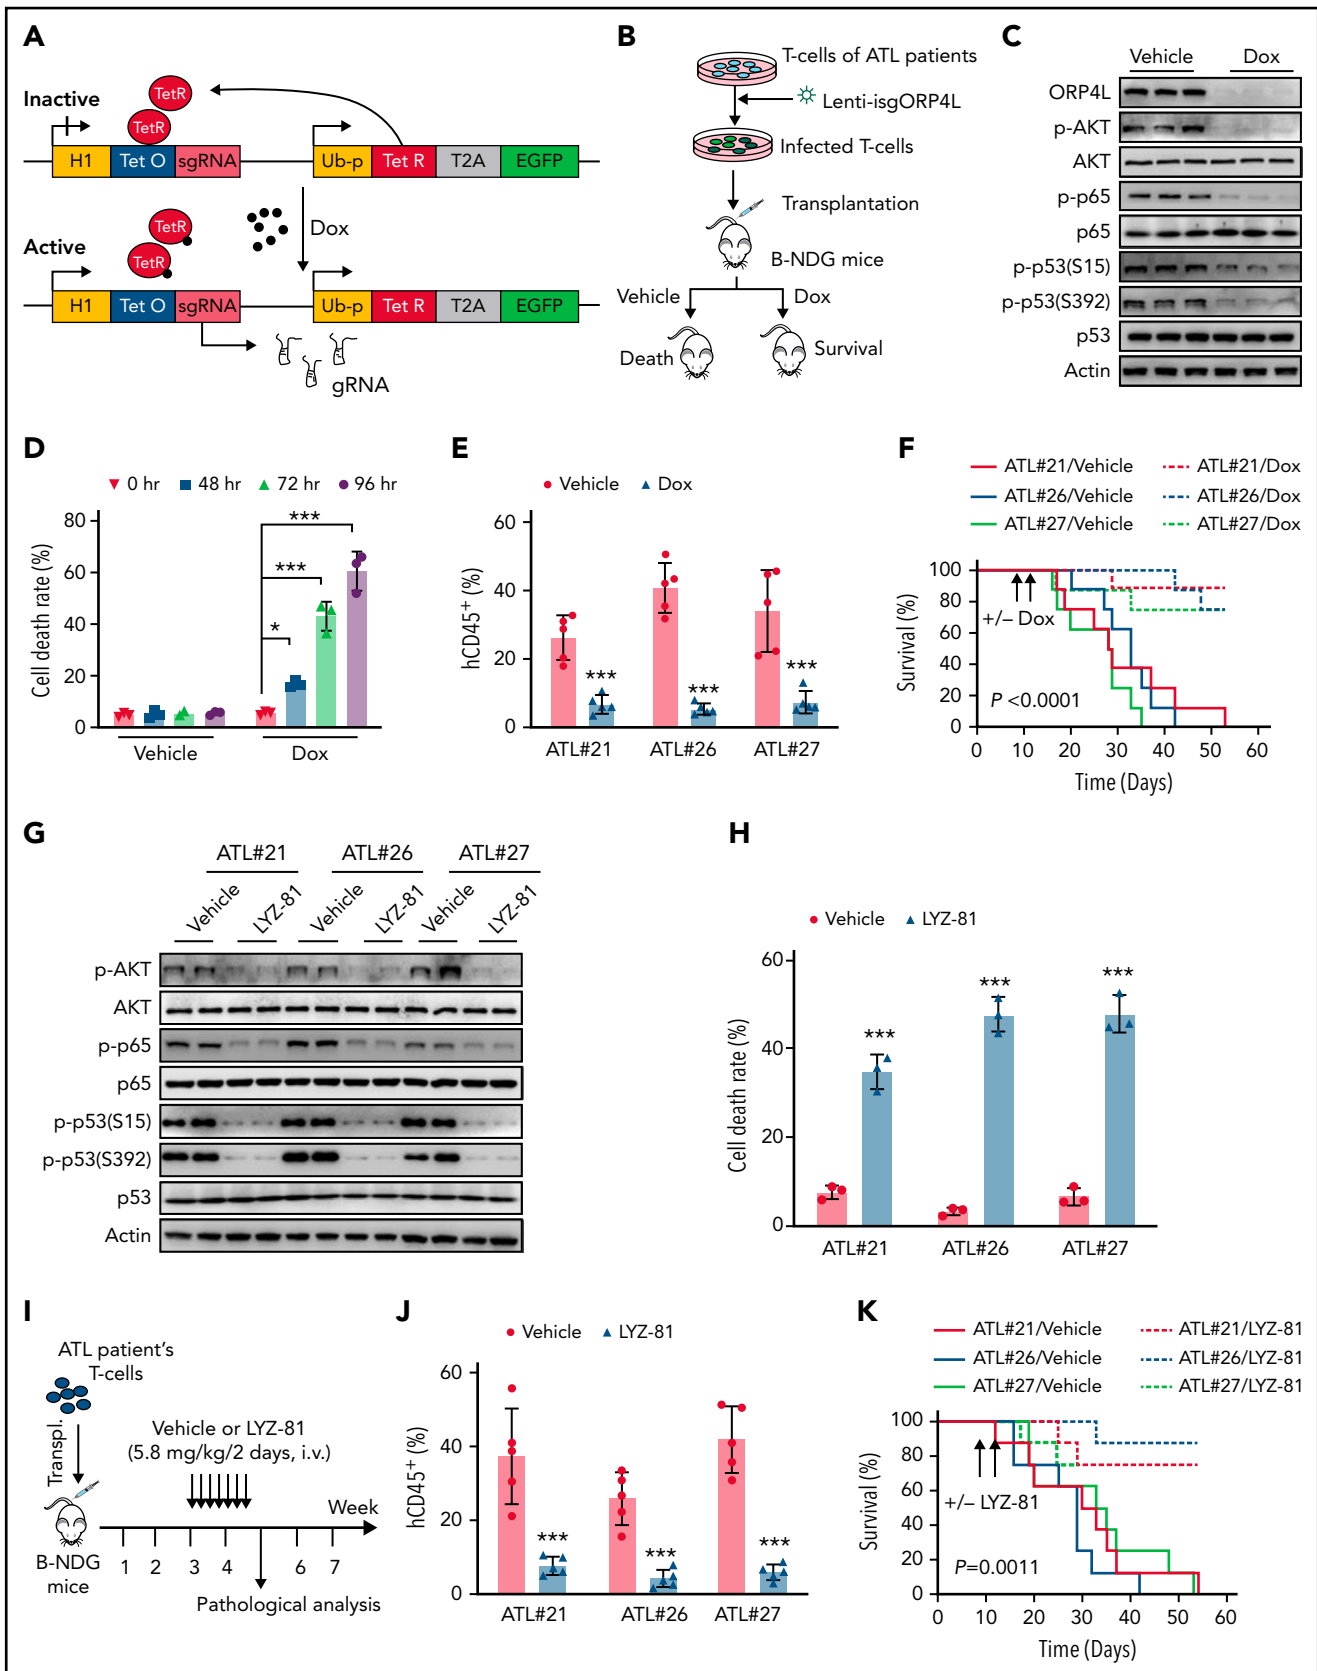 A
Inactive
TetR
TetR
H1 Tet O sgRNA Ub-p Tet R T2A EGFP
Dox
Active
TetR
TetR
H1 Tet O sgRNA Ub-p Tet R T2A EGFP
gRNA
B
T-cells of ATL patients
Lenti-isgORP4L
Infected T-cells
Transplantation
B-NDG mice
Vehicle Dox
Death Survival
C
Vehicle Dox
ORP4L
p-AKT
AKT
p-p65
p65
p-p53(S15)
p-p53(S392)
p53
Actin
D
0 hr 48 hr 72 hr 96 hr
Cell death rate (%)
80
60
40
20
0
***
***
*
Vehicle Dox
E
Vehicle Dox
hCD45+ (%)
60
40
20
0
*** *** ***
ATL#21 ATL#26 ATL#27
F
ATL#21/Vehicle ATL#21/Dox
ATL#26/Vehicle ATL#26/Dox
ATL#27/Vehicle ATL#27/Dox
Survival (%)
100
80
60
40
20
0
+/– Dox
P <0.0001
0 10 20 30 40 50 60
Time (Days)
G
ATL#21 ATL#26 ATL#27
Vehicle LYZ-81 Vehicle LYZ-81 Vehicle LYZ-81
p-AKT
AKT
p-p65
p65
p-p53(S15)
p-p53(S392)
p53
Actin
H
Vehicle LYZ-81
Cell death rate (%)
60
40
20
0
*** *** ***
ATL#21 ATL#26 ATL#27
I
ATL patient's
T-cells
Transpl.
B-NDG
mice
Vehicle or LYZ-81
(5.8 mg/kg/2 days, i.v.)
Week
1 2 3 4 6 7
Pathological analysis
J
Vehicle LYZ-81
hCD45+ (%)
60
40
20
0
*** *** ***
ATL#21 ATL#26 ATL#27
K
ATL#21/Vehicle ATL#21/LYZ-81
ATL#26/Vehicle ATL#26/LYZ-81
ATL#27/Vehicle ATL#27/LYZ-81
Survival (%)
100
80
60
40
20
0
+/– LYZ-81
P=0.0011
0 10 20 30 40 50 60
Time (Days)